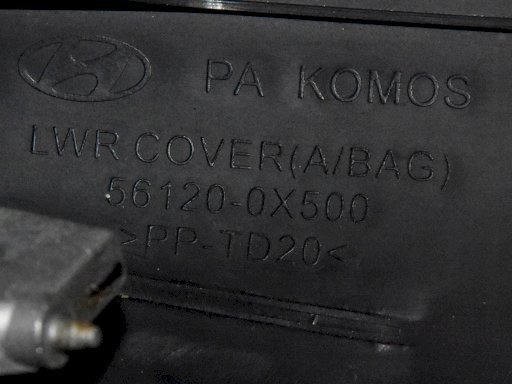 PA KOMOS
LWR COVER(A/BAG)
56120-0X500
>PP-TD20<